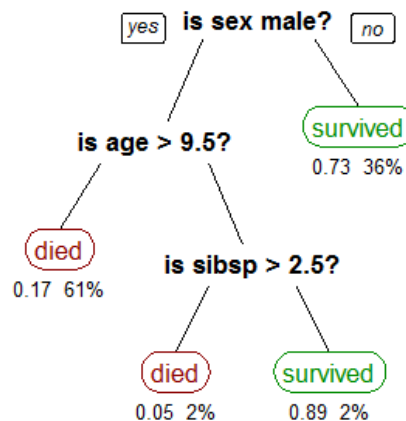 yes is sex male? no
is age > 9.5?
survived
0.73 36%
died
0.17 61%
is sibsp > 2.5?
died survived
0.05 2% 0.89 2%